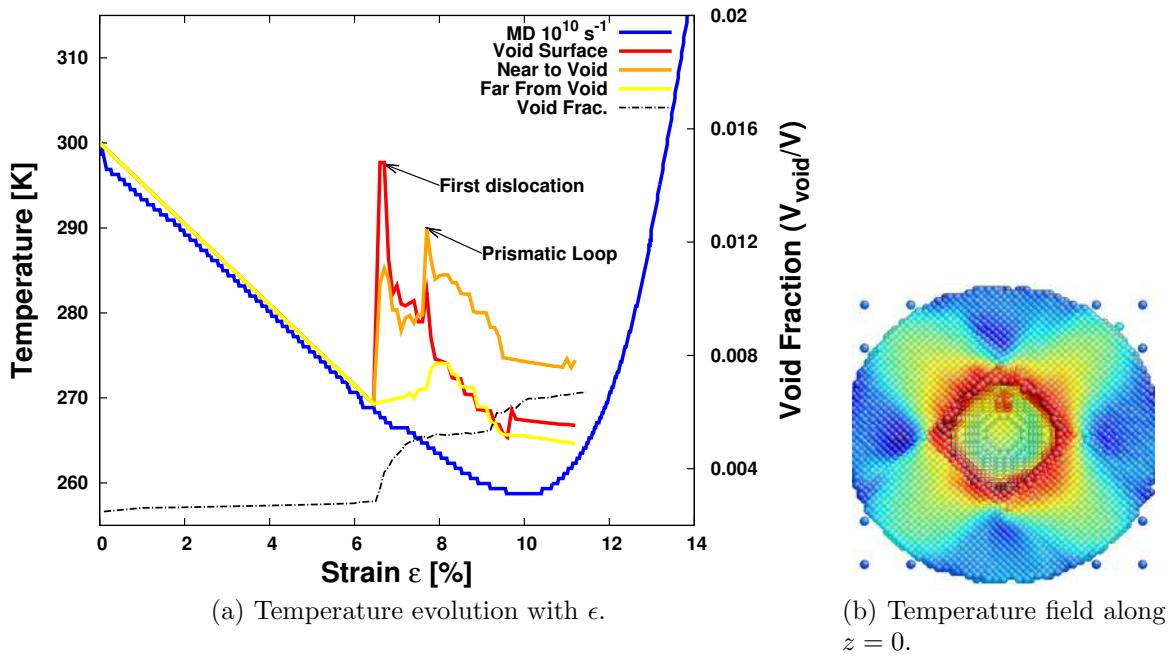 MD 10¹⁰ s⁻¹
Void Surface
Near to Void
Far From Void
Void Frac.
First dislocation
Prismatic Loop
Temperature [K]
310
300
290
280
270
260
0 2 4 6 8 10 12 14
Strain ε [%]
0.02
0.016
0.012
0.008
0.004
Void Fraction (V_void/V)
(a) Temperature evolution with ϵ.
(b) Temperature field along
z = 0.